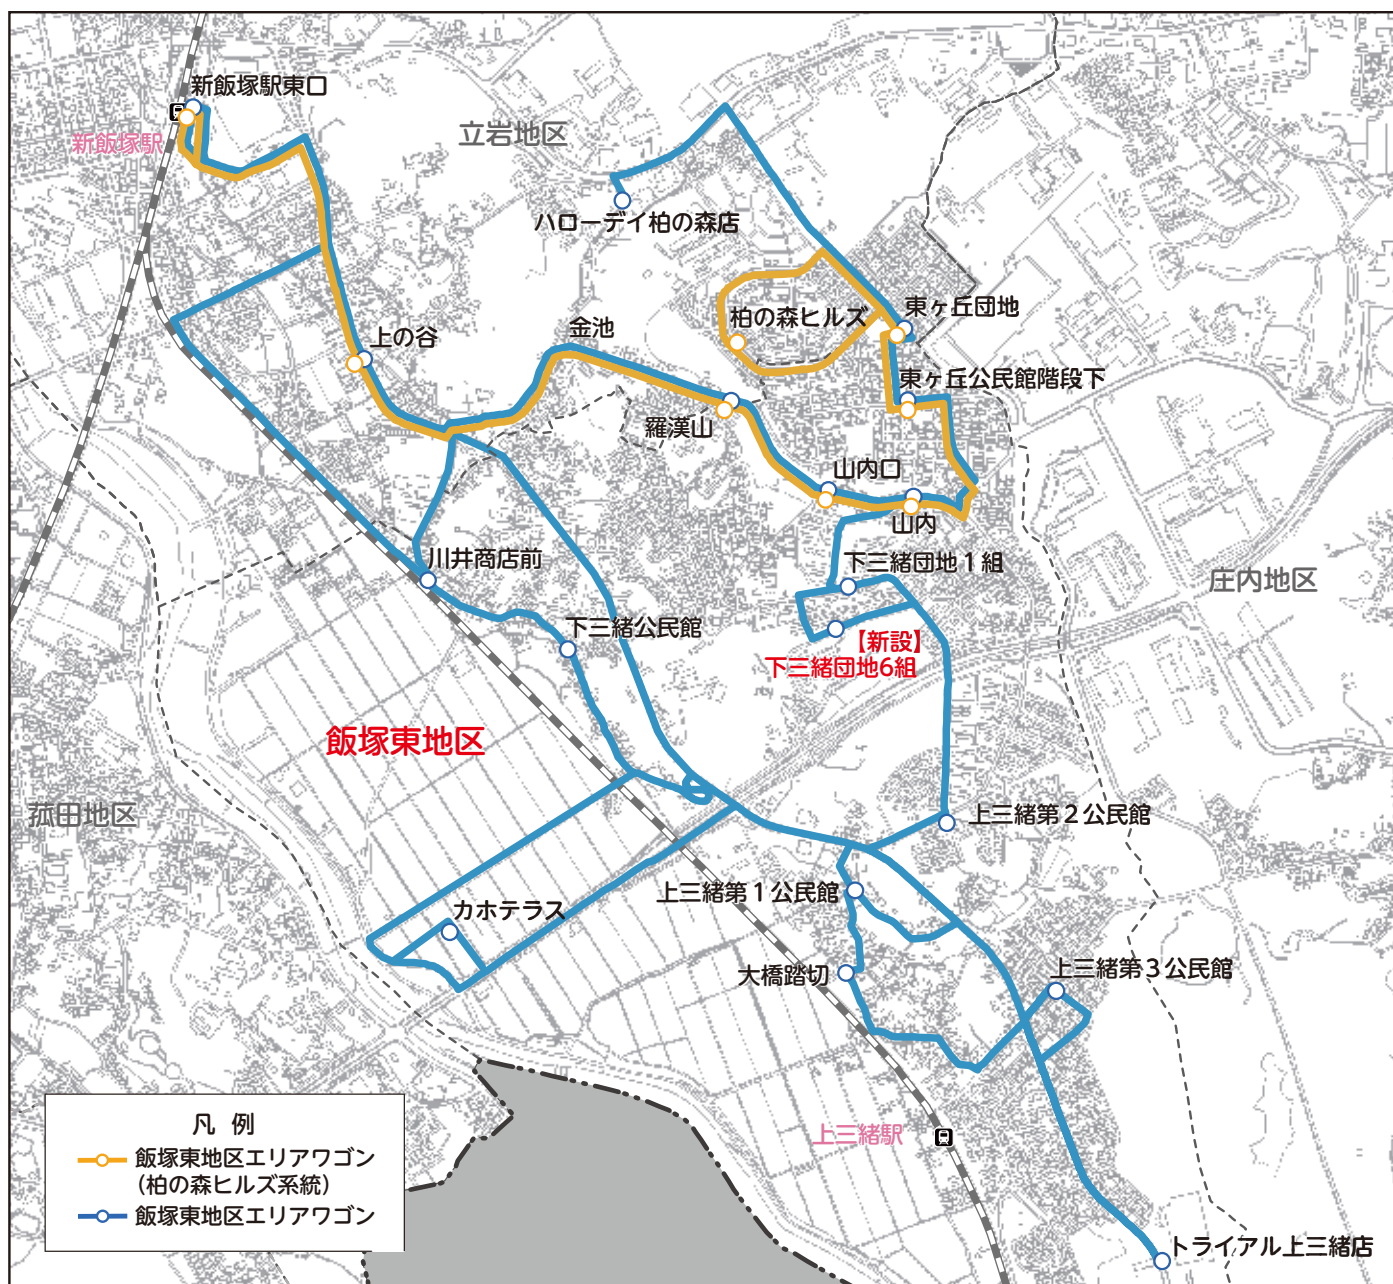 新飯塚駅東口
新飯塚駅
立岩地区
ハローデイ柏の森店
柏の森ヒルズ
東ヶ丘団地
上の谷
金池
東ヶ丘公民館階段下
羅漢山
山内口
山内
川井商店前
下三緒団地1組
庄内地区
下三緒公民館
【新設】
下三緒団地6組
飯塚東地区
菰田地区
上三緒第2公民館
上三緒第1公民館
カホテラス
大橋踏切
上三緒第3公民館
上三緒駅
トライアル上三緒店
凡 例
飯塚東地区エリアワゴン
(柏の森ヒルズ系統)
飯塚東地区エリアワゴン